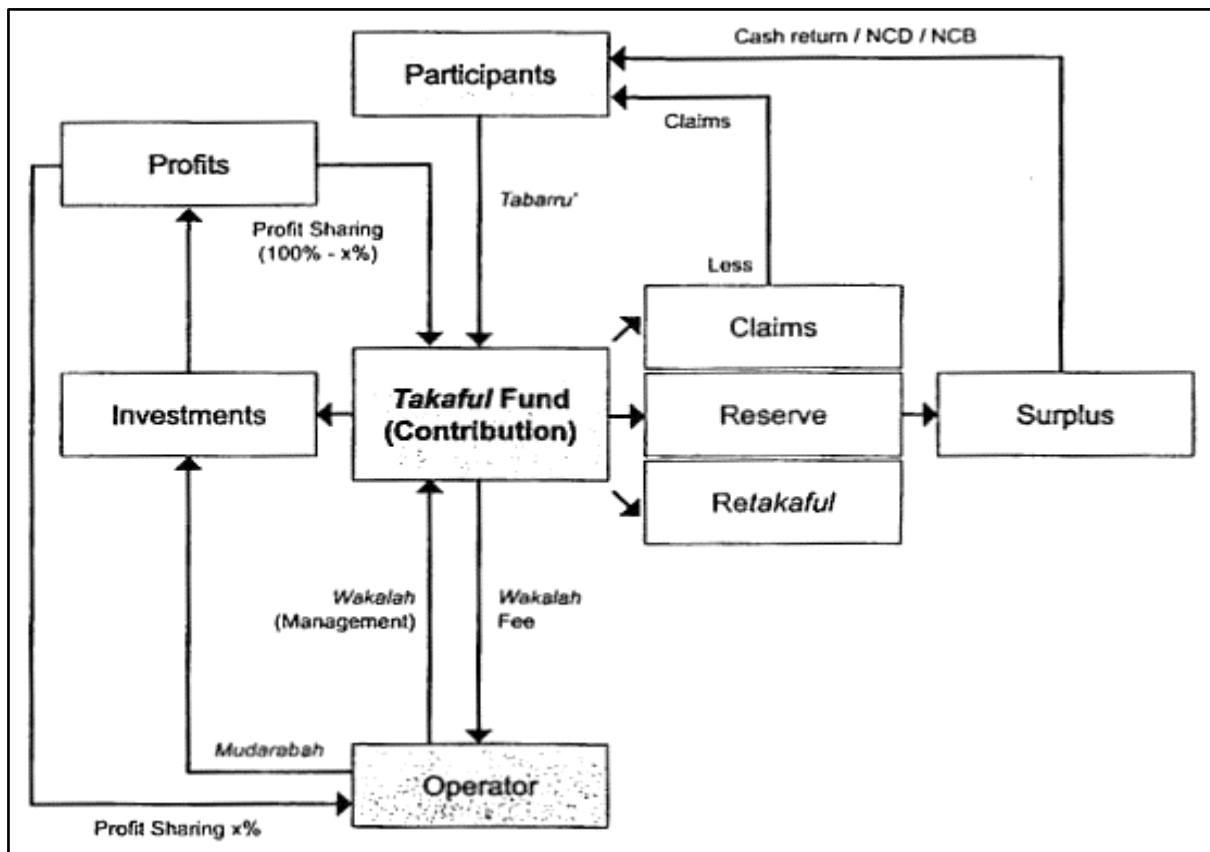 Cash return / NCD / NCB
Participants
Claims
Profits
Tabarru'
Profit Sharing
(100% - x%)
Less
Claims
Takaful Fund
(Contribution)
Investments
Reserve
Surplus
Retakaful
Wakalah
(Management)
Wakalah
Fee
Mudarabah
Operator
Profit Sharing x%